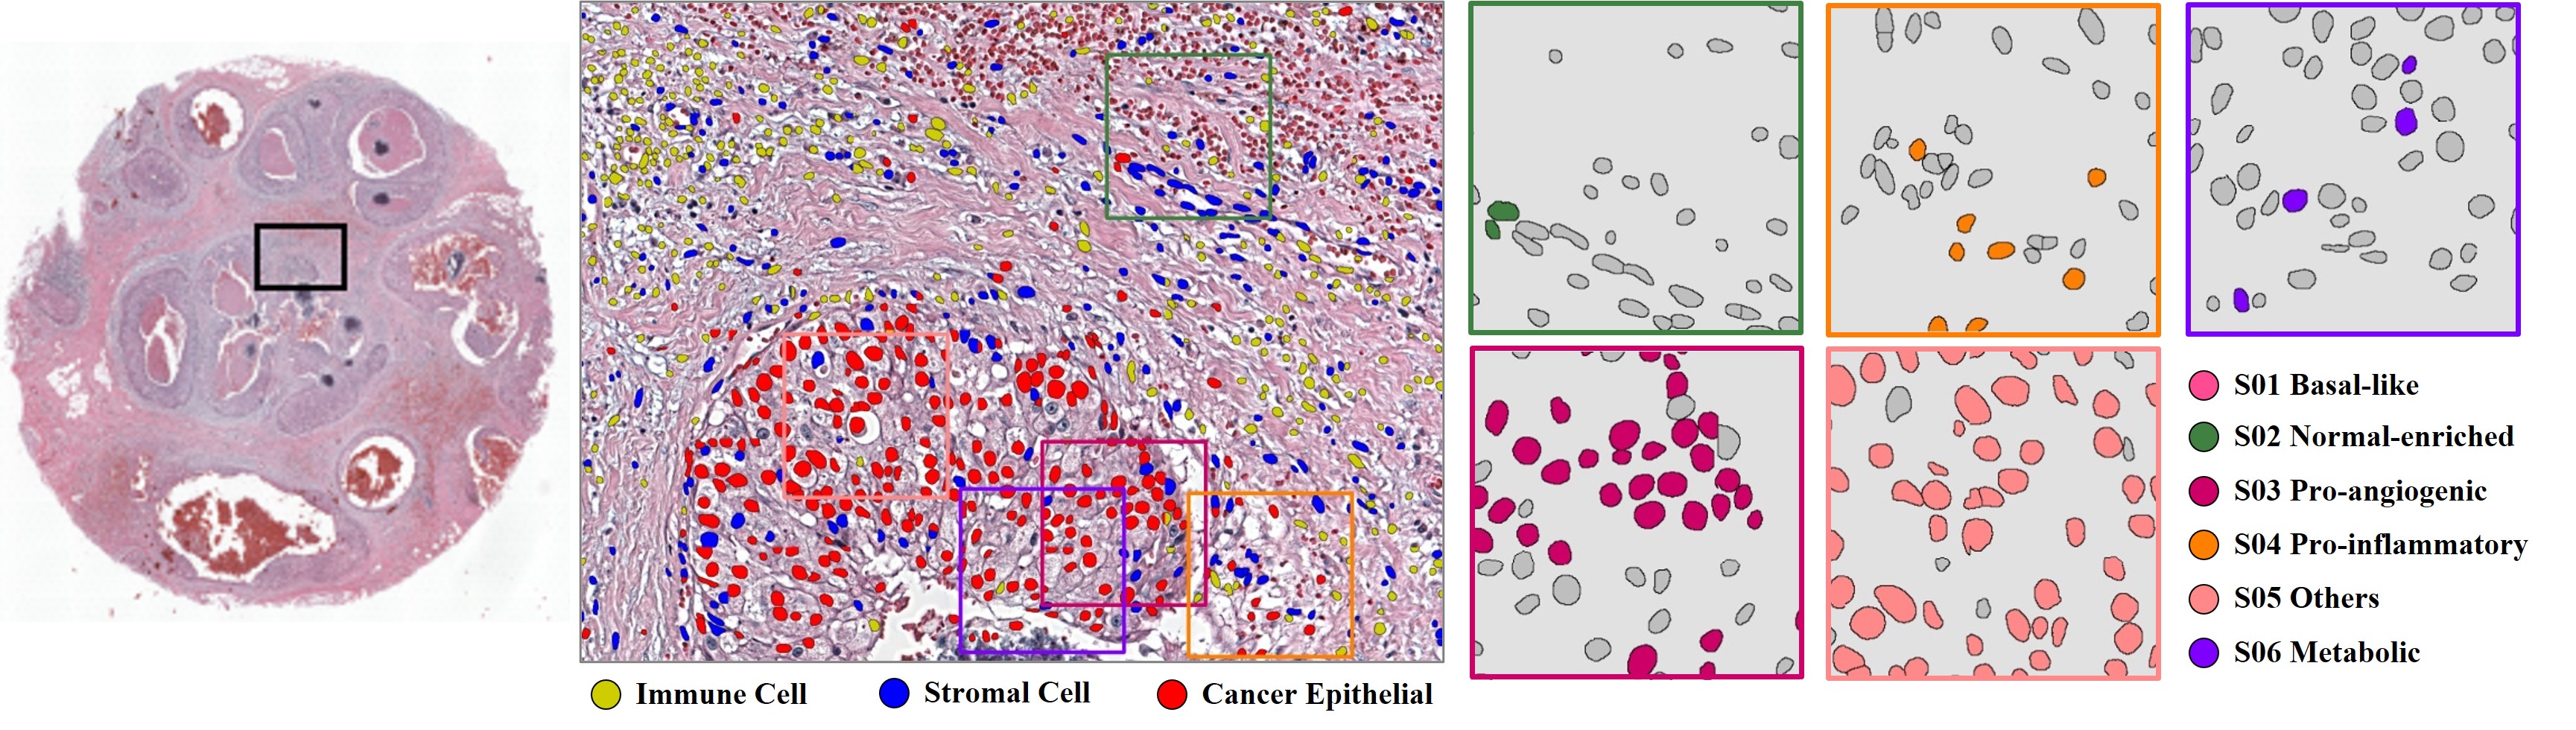 S01 Basal-like
S02 Normal-enriched
S03 Pro-angiogenic
S04 Pro-inflammatory
S05 Others
S06 Metabolic
Immune Cell
Stromal Cell
Cancer Epithelial